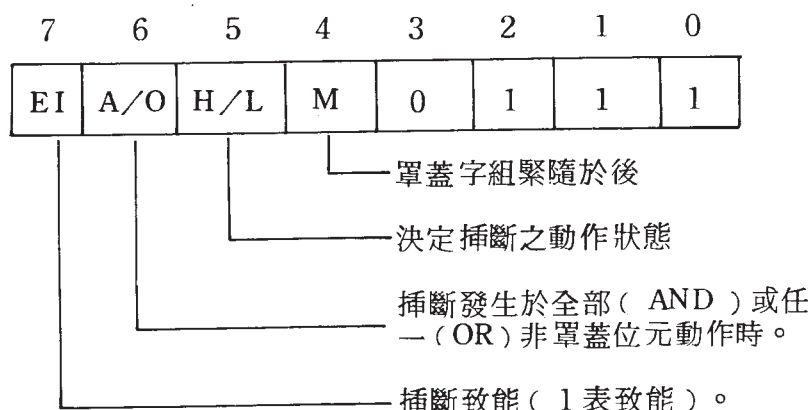 7 6 5 4 3 2 1 0
EI A/O H/L M 0 1 1 1
罩蓋字組緊隨於後
決定插斷之動作狀態
插斷發生於全部( AND )或任
一(OR)非罩蓋位元動作時。
插斷致能( 1表致能)。